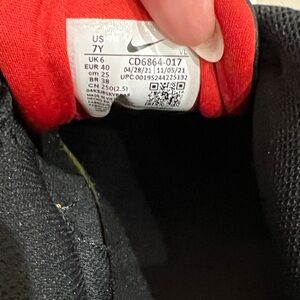 US
7Y
UK 6
EUR 40
cm 25
BR 38
CN 250(2.5)
CD6864-017
04/28/21 11/05/21
UPC 00195244225132